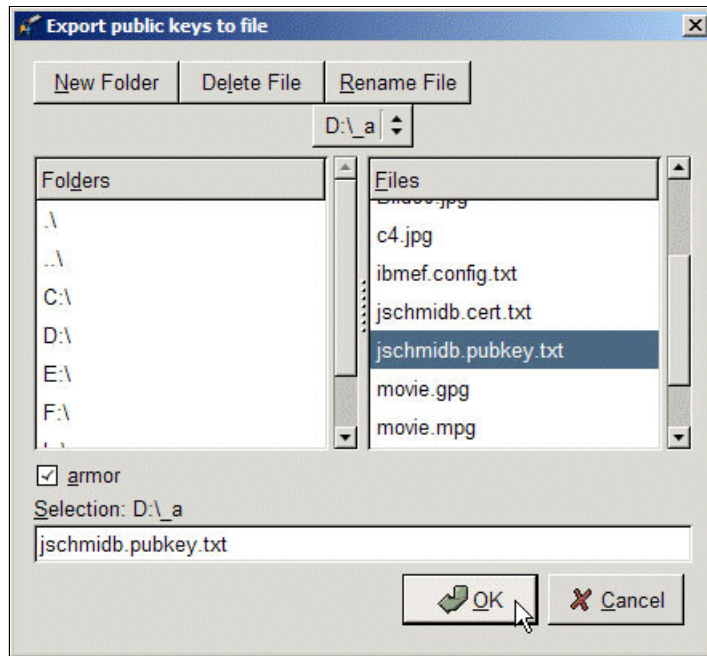 Export public keys to file
New Folder Delete File Rename File
D:\_a
Folders
.\
..\
C:\
D:\
E:\
F:\
Files
c4.jpg
ibmef.config.txt
jschmidb.cert.txt
jschmidb.pubkey.txt
movie.gpg
movie.mpg
armor
Selection: D:\_a
jschmidb.pubkey.txt
OK Cancel